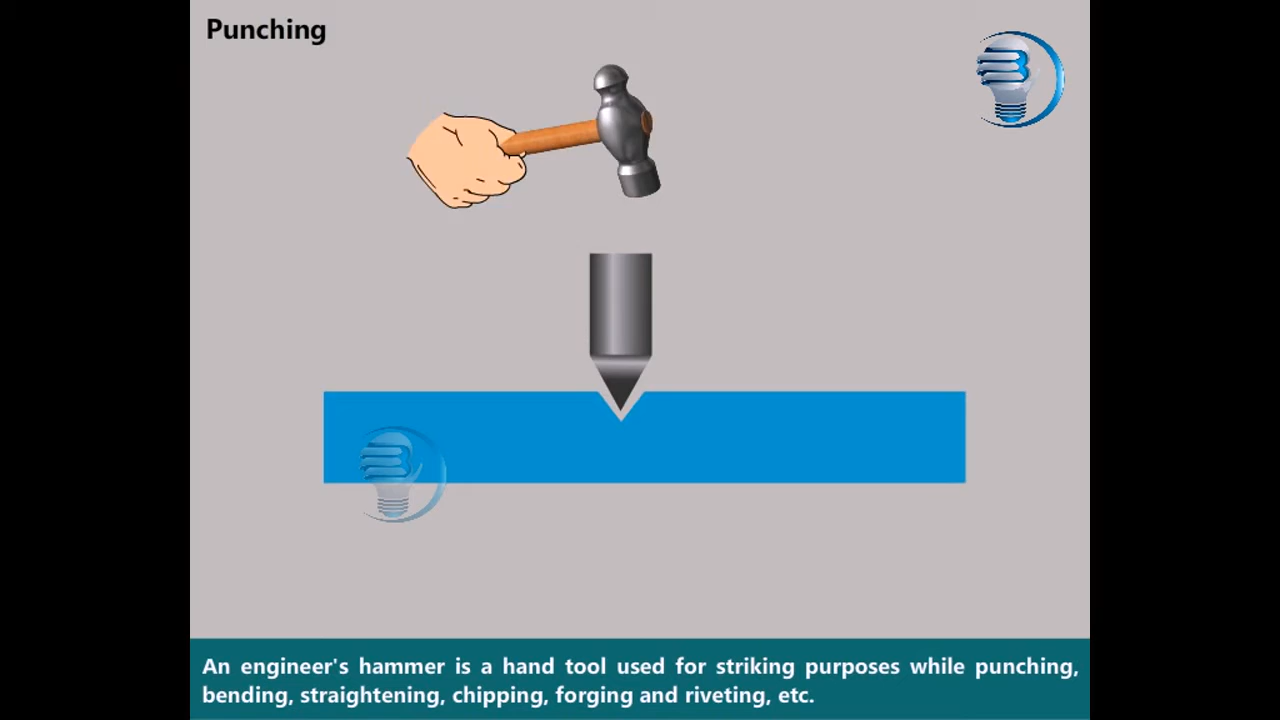 Punching
An engineer's hammer is a hand tool used for striking purposes while punching,
bending, straightening, chipping, forging and riveting, etc.